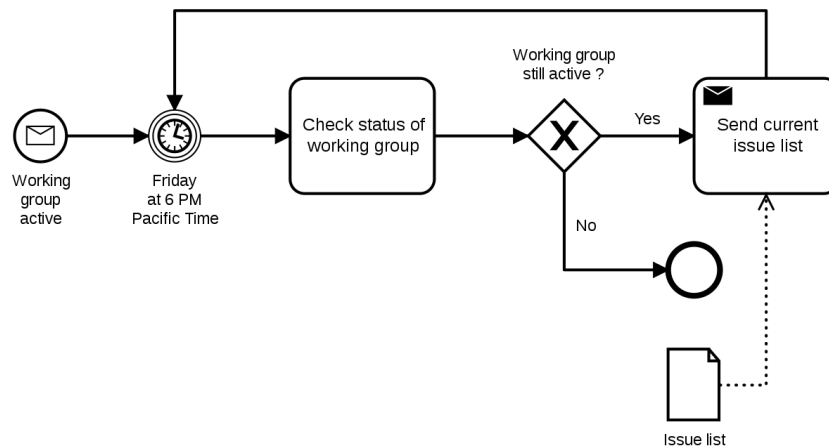 Working group
still active ?
Check status of
working group
Yes
Send current
issue list
Working
group
active
Friday
at 6 PM
Pacific Time
No
Issue list